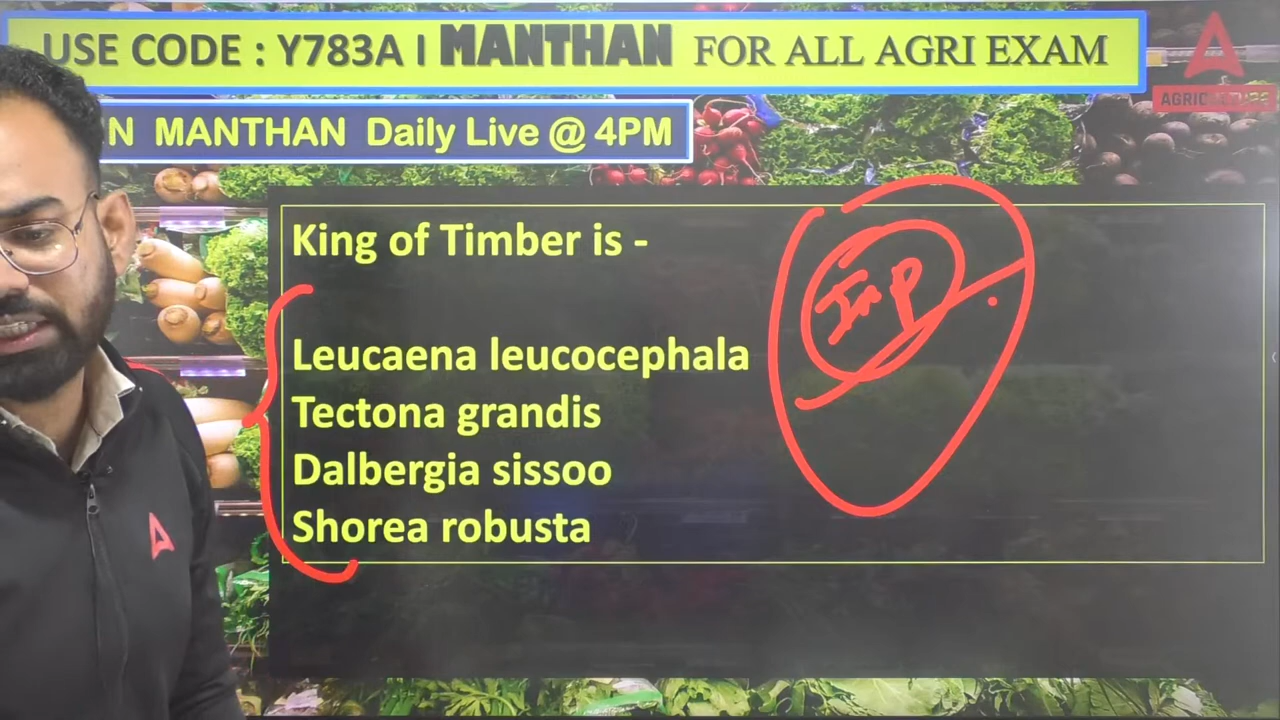 USE CODE : Y783A I MANTHAN FOR ALL AGRI EXAM
N MANTHAN Daily Live @ 4PM
King of Timber is -
Imp
Leucaena leucocephala
Tectona grandis
Dalbergia sissoo
Shorea robusta